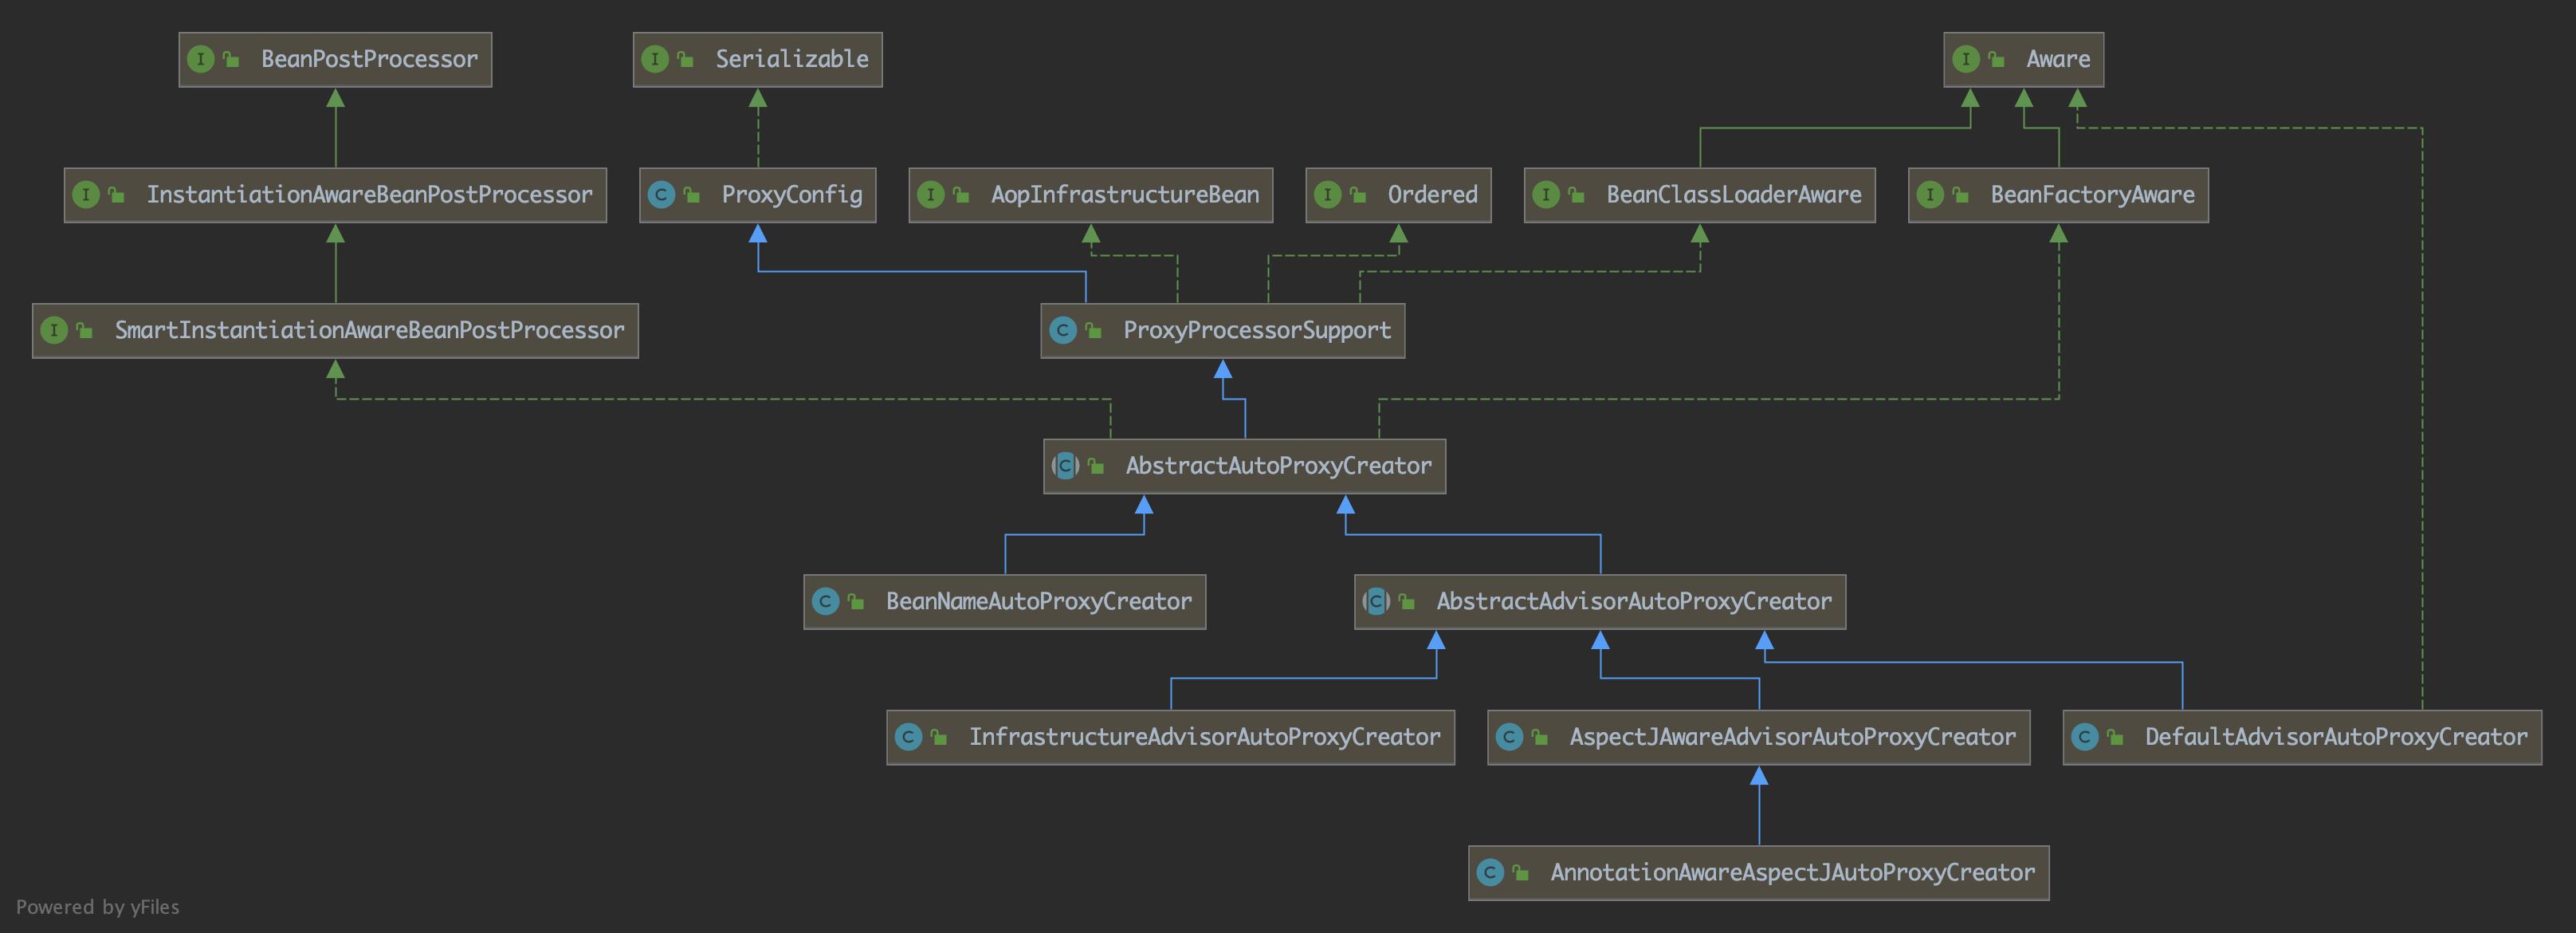 BeanPostProcessor
Serializable
Aware
InstantiationAwareBeanPostProcessor
ProxyConfig
AopInfrastructureBean
Ordered
BeanClassLoaderAware
BeanFactoryAware
SmartInstantiationAwareBeanPostProcessor
ProxyProcessorSupport
AbstractAutoProxyCreator
BeanNameAutoProxyCreator
AbstractAdvisorAutoProxyCreator
InfrastructureAdvisorAutoProxyCreator
AspectJAwareAdvisorAutoProxyCreator
DefaultAdvisorAutoProxyCreator
AnnotationAwareAspectJAutoProxyCreator
Powered by yFiles